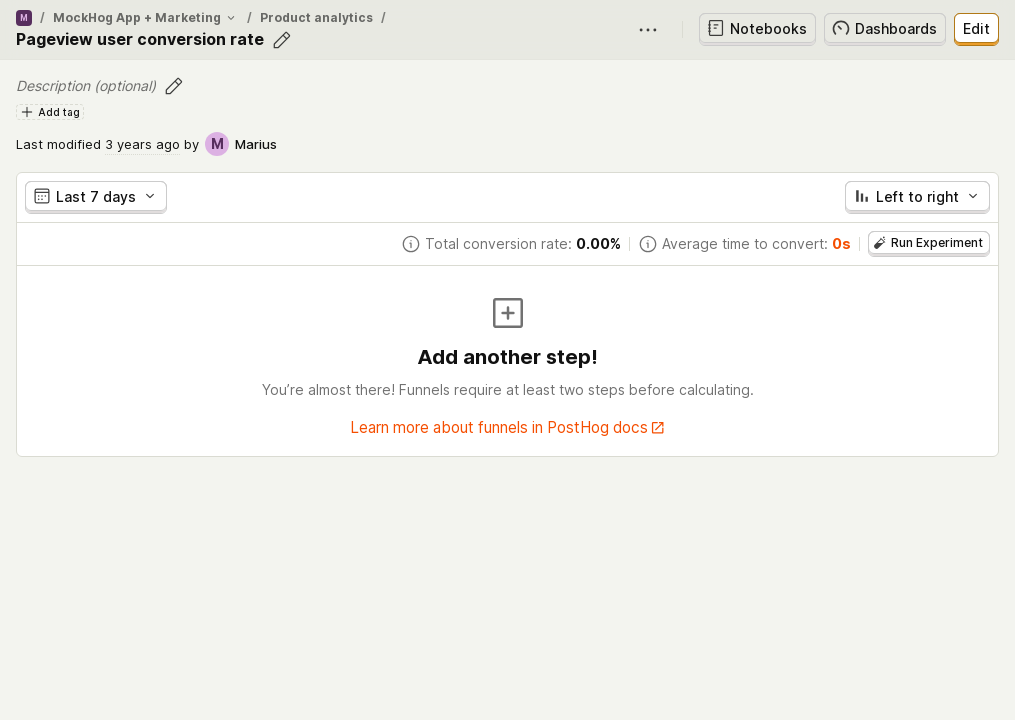 M / MockHog App + Marketing / Product analytics /
Pageview user conversion rate
Notebooks Dashboards Edit
Description (optional)
Add tag
Last modified 3 years ago by M Marius
Last 7 days Left to right
Total conversion rate: 0.00% Average time to convert: 0s Run Experiment
Add another step!
You’re almost there! Funnels require at least two steps before calculating.
Learn more about funnels in PostHog docs